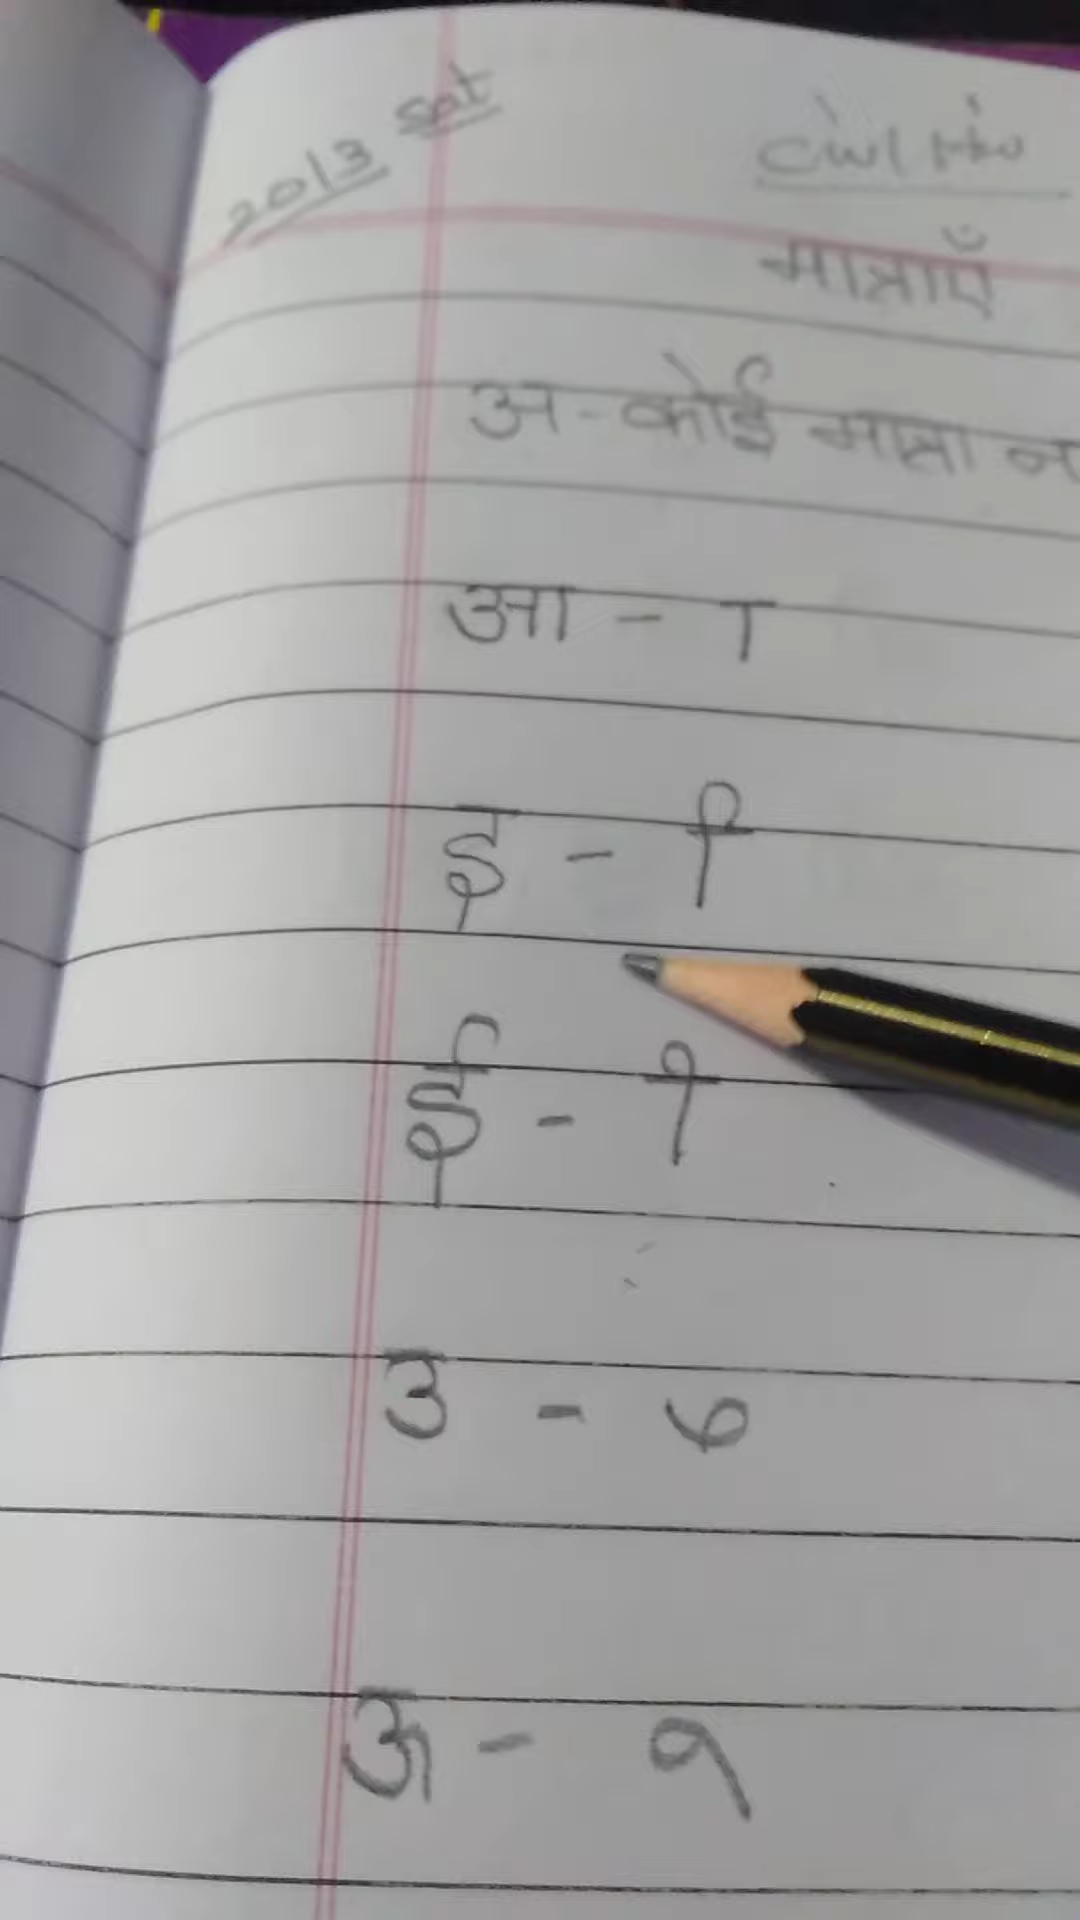 2013 Sat
मात्राएँ
अ - कोई मात्रा
आ - ा
इ - ि
ई - ी
उ - ु
ऊ - ू